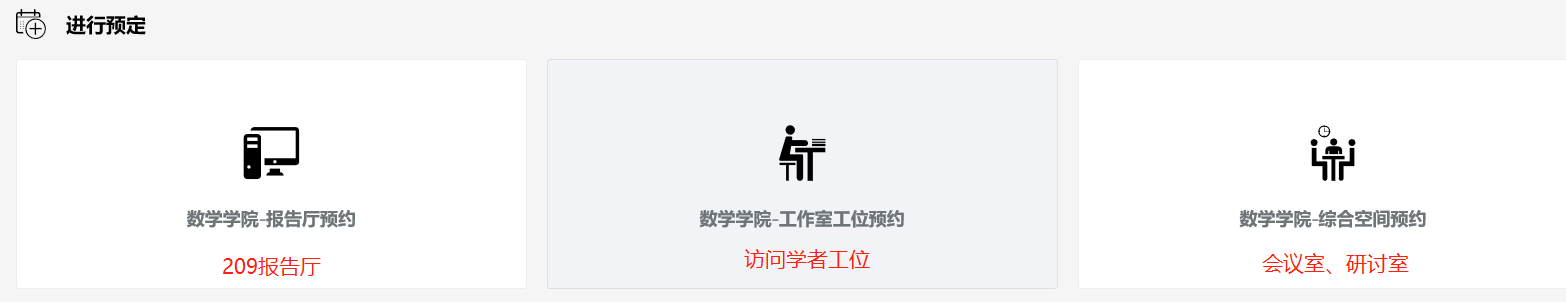 进行预定
数学学院-报告厅预约
209报告厅
数学学院-工作室工位预约
访问学者工位
数学学院-综合空间预约
会议室、研讨室